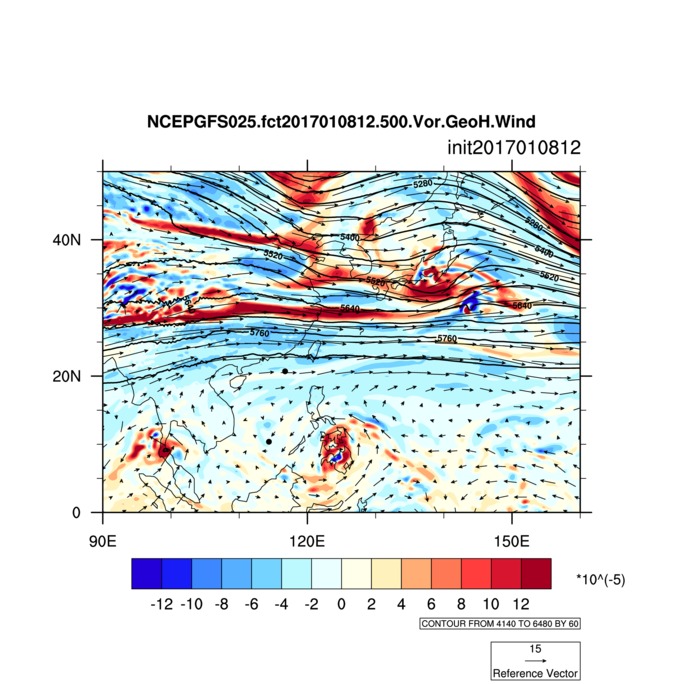 NCEPGFS025.fct2017010812.500.Vor.GeoH.Wind
init2017010812
5280
40N
5400
5280
5400
5520
5510
5520
5640
5640
5760
5760
20N
0
90E 120E 150E
-12 -10 -8 -6 -4 -2 0 2 4 6 8 10 12
*10^(-5)
CONTOUR FROM 4140 TO 6480 BY 60
15
Reference Vector